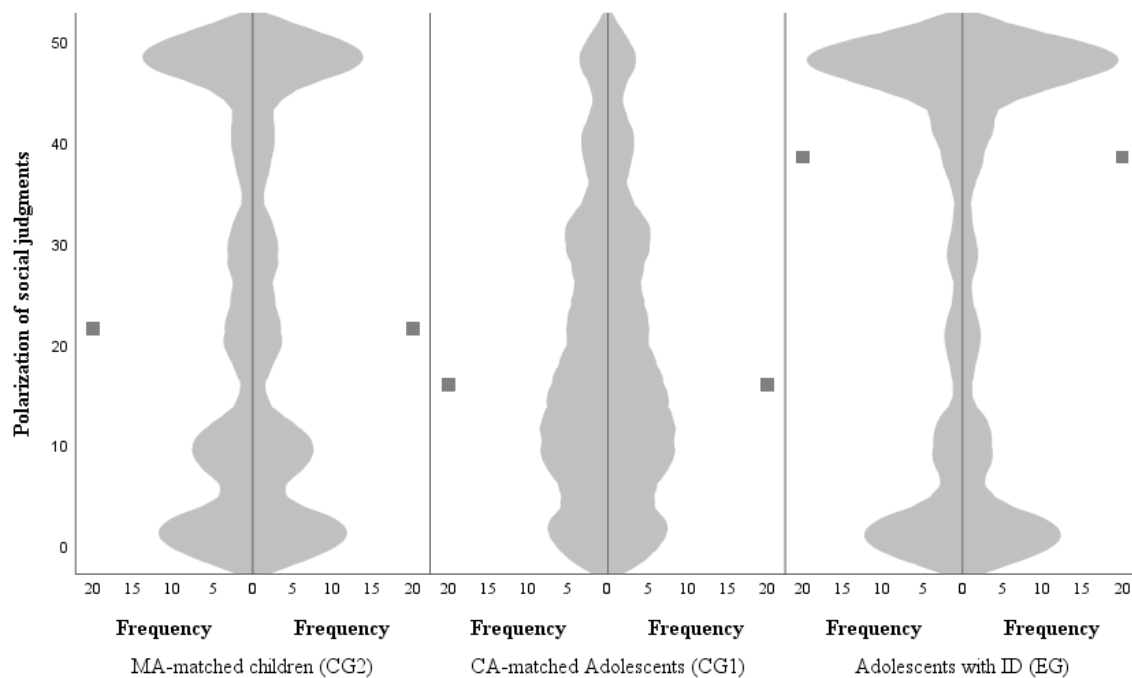 Polarization of social judgments
50
40
30
20
10
0
20 15 10 5 0 5 10 15 20 15 10 5 0 5 10 15 20 15 10 5 0 5 10 15 20
Frequency Frequency Frequency Frequency Frequency Frequency
MA-matched children (CG2) CA-matched Adolescents (CG1) Adolescents with ID (EG)